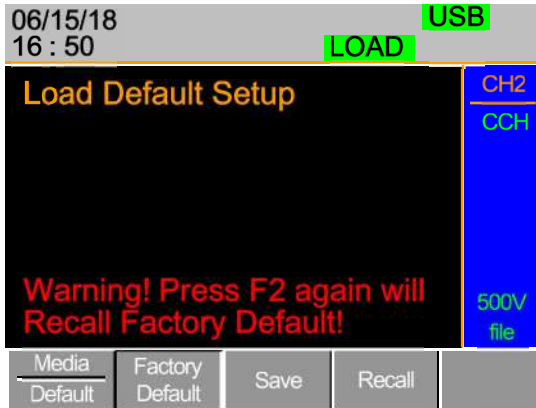 06/15/18
16 : 50
USB
LOAD
Load Default Setup
CH2
CCH
Warning! Press F2 again will
Recall Factory Default!
500V
file
Media
Default
Factory
Default
Save
Recall